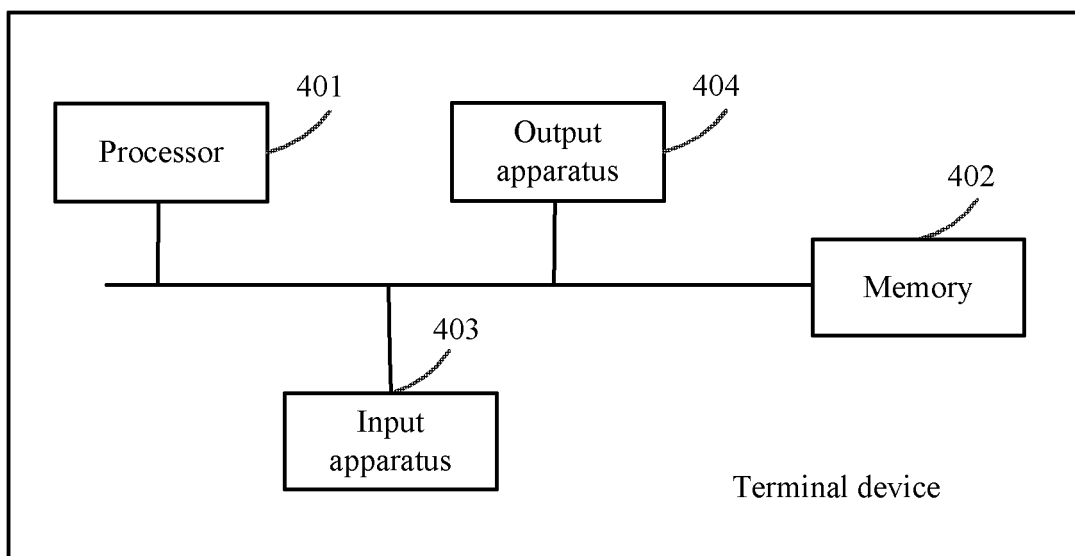 401
Processor
404
Output
apparatus
402
Memory
403
Input
apparatus
Terminal device